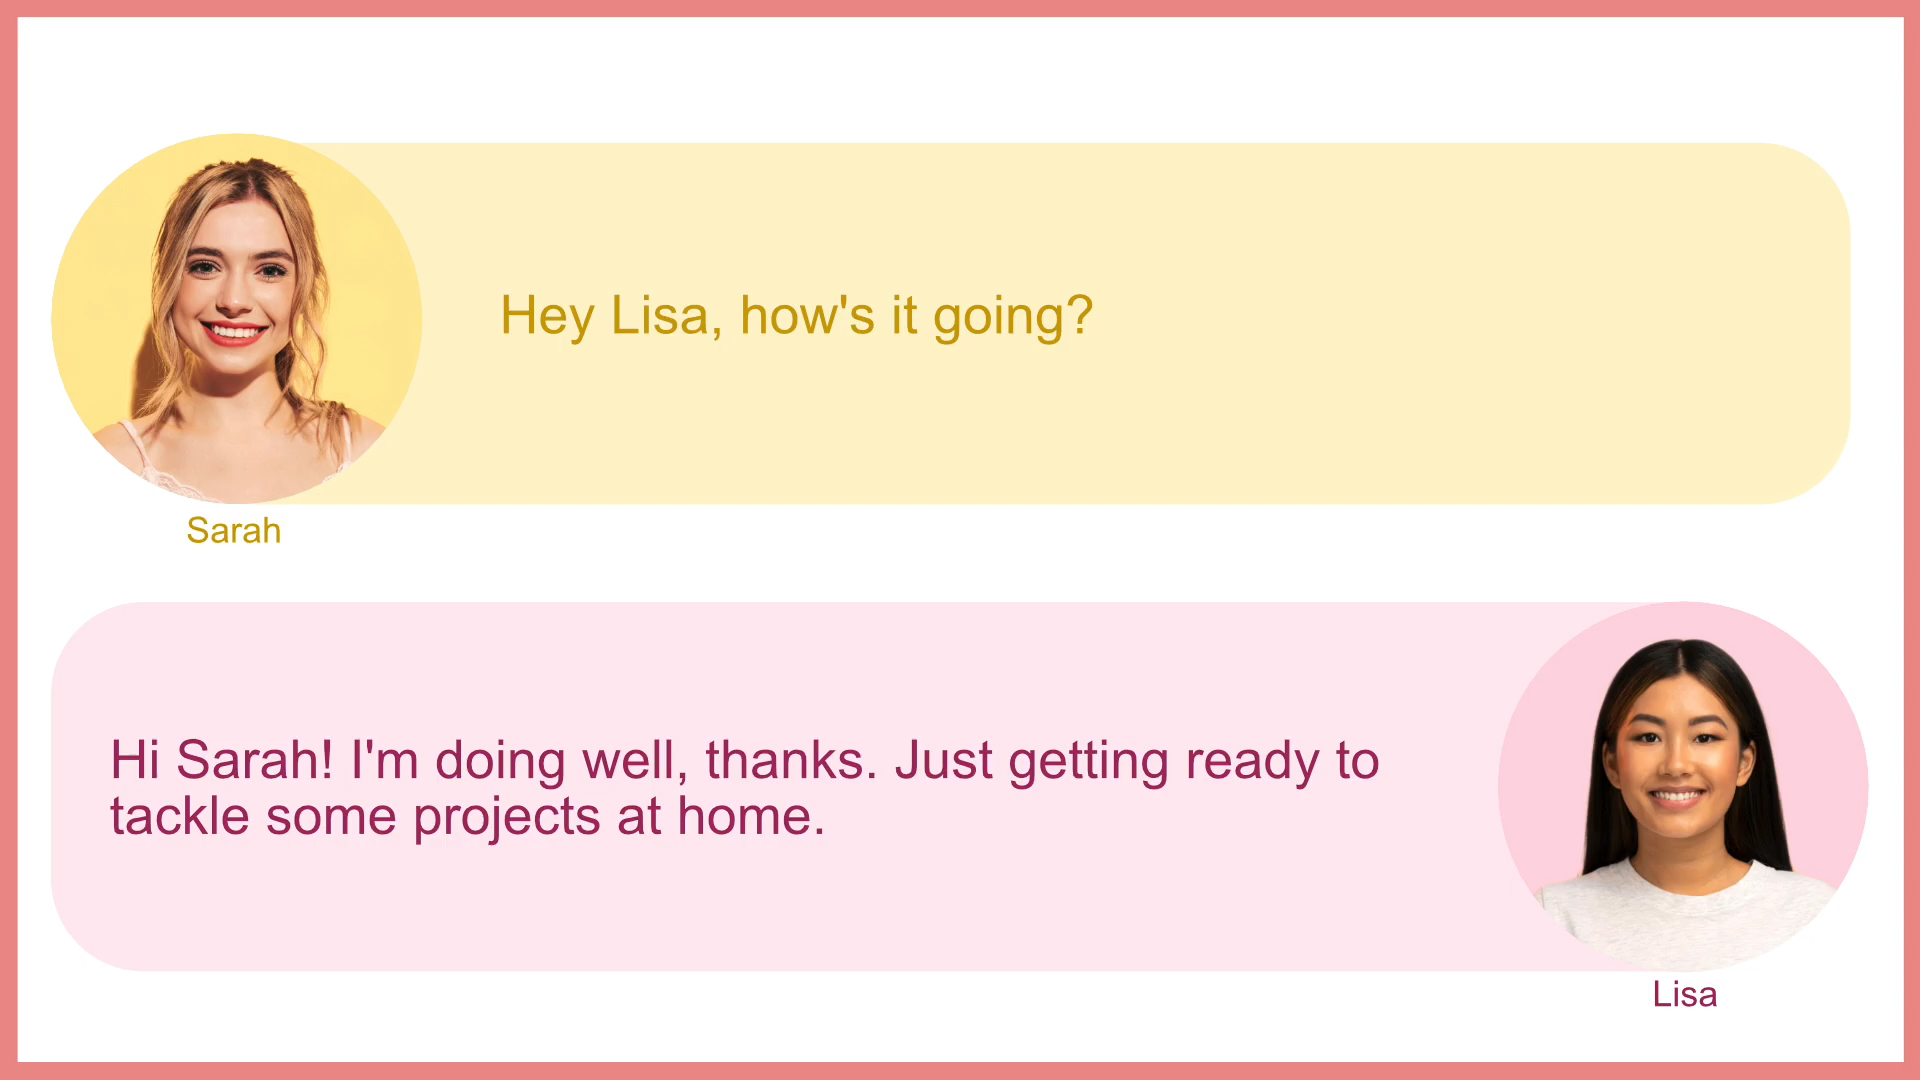 Hey Lisa, how's it going?
Sarah
Hi Sarah! I'm doing well, thanks. Just getting ready to
tackle some projects at home.
Lisa